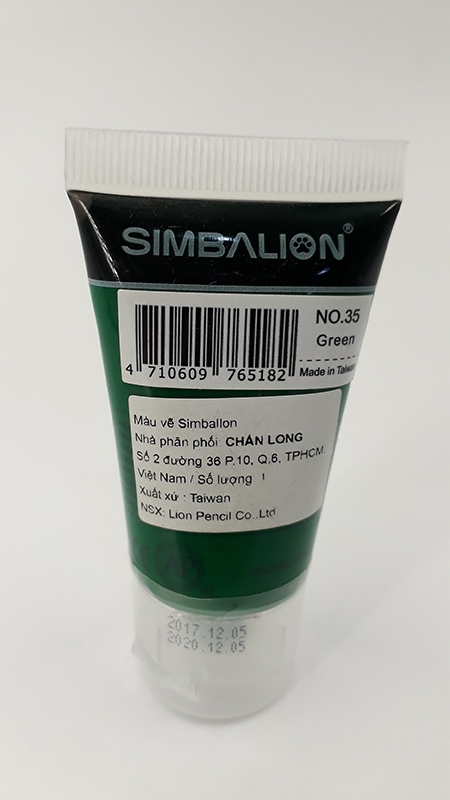 SIMBALION®
NO.35
Green
4 710609 765182
Made in Taiwan
Màu vẽ Simballon
Nhà phân phối: CHẤN LONG
Số 2 đường 36 P.10, Q.6, TPHCM.
Việt Nam / Số lượng 1
Xuất xứ : Taiwan
NSX: Lion Pencil Co.,Ltd
2017.12.05
2020.12.05